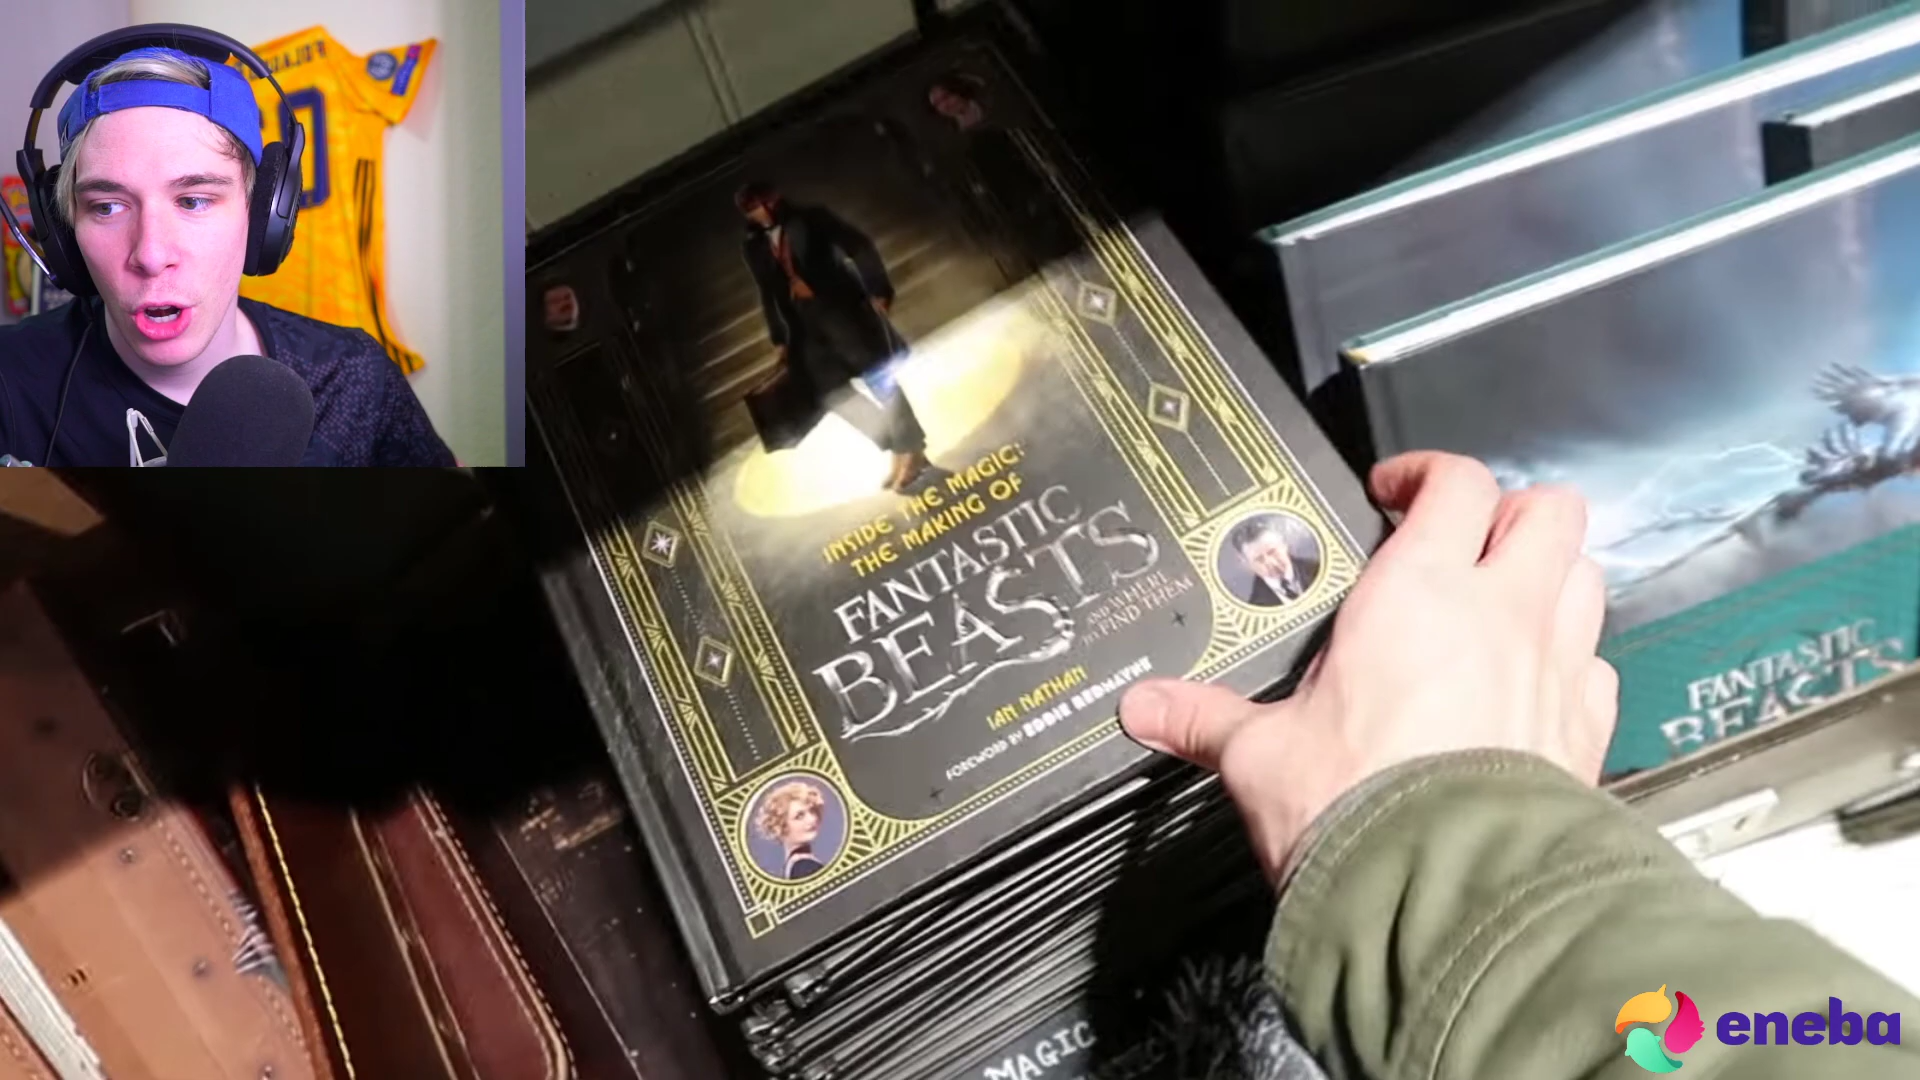 INSIDE THE MAGIC:
THE MAKING OF
FANTASTIC
BEASTS
AND WHERE
TO FIND THEM
IAN NATHAN
FOREWORD BY EDDIE REDMAYNE
FANTASTIC
BEASTS
MAGIC
eneba